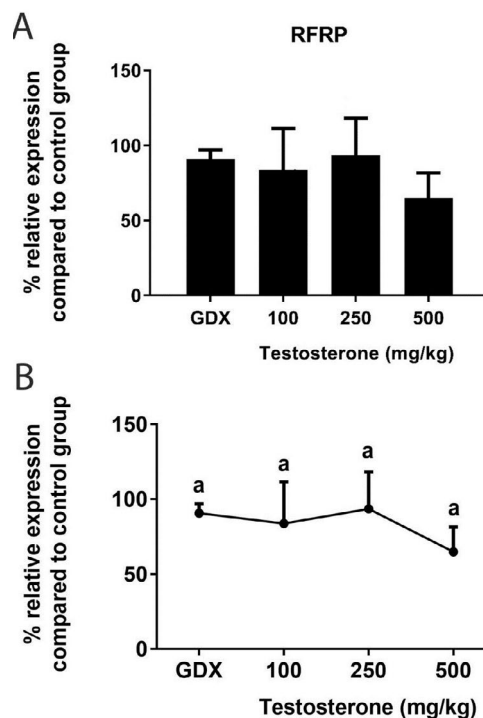 A
RFRP
% relative expression
compared to control group
150
100
50
0
GDX 100 250 500
Testosterone (mg/kg)
B
% relative expression
compared to control group
150
100
50
0
a a a a
GDX 100 250 500
Testosterone (mg/kg)